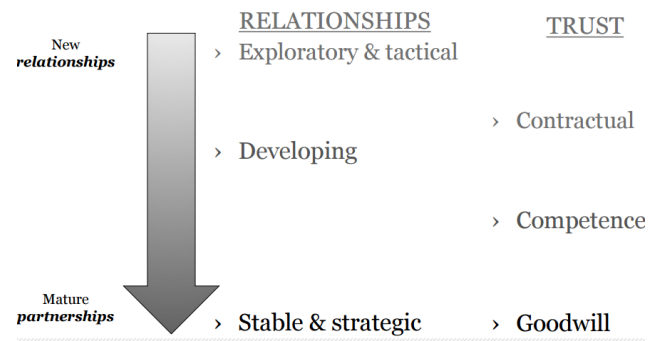 RELATIONSHIPS
TRUST
New
relationships
› Exploratory & tactical
› Contractual
› Developing
› Competence
Mature
partnerships
› Stable & strategic
› Goodwill